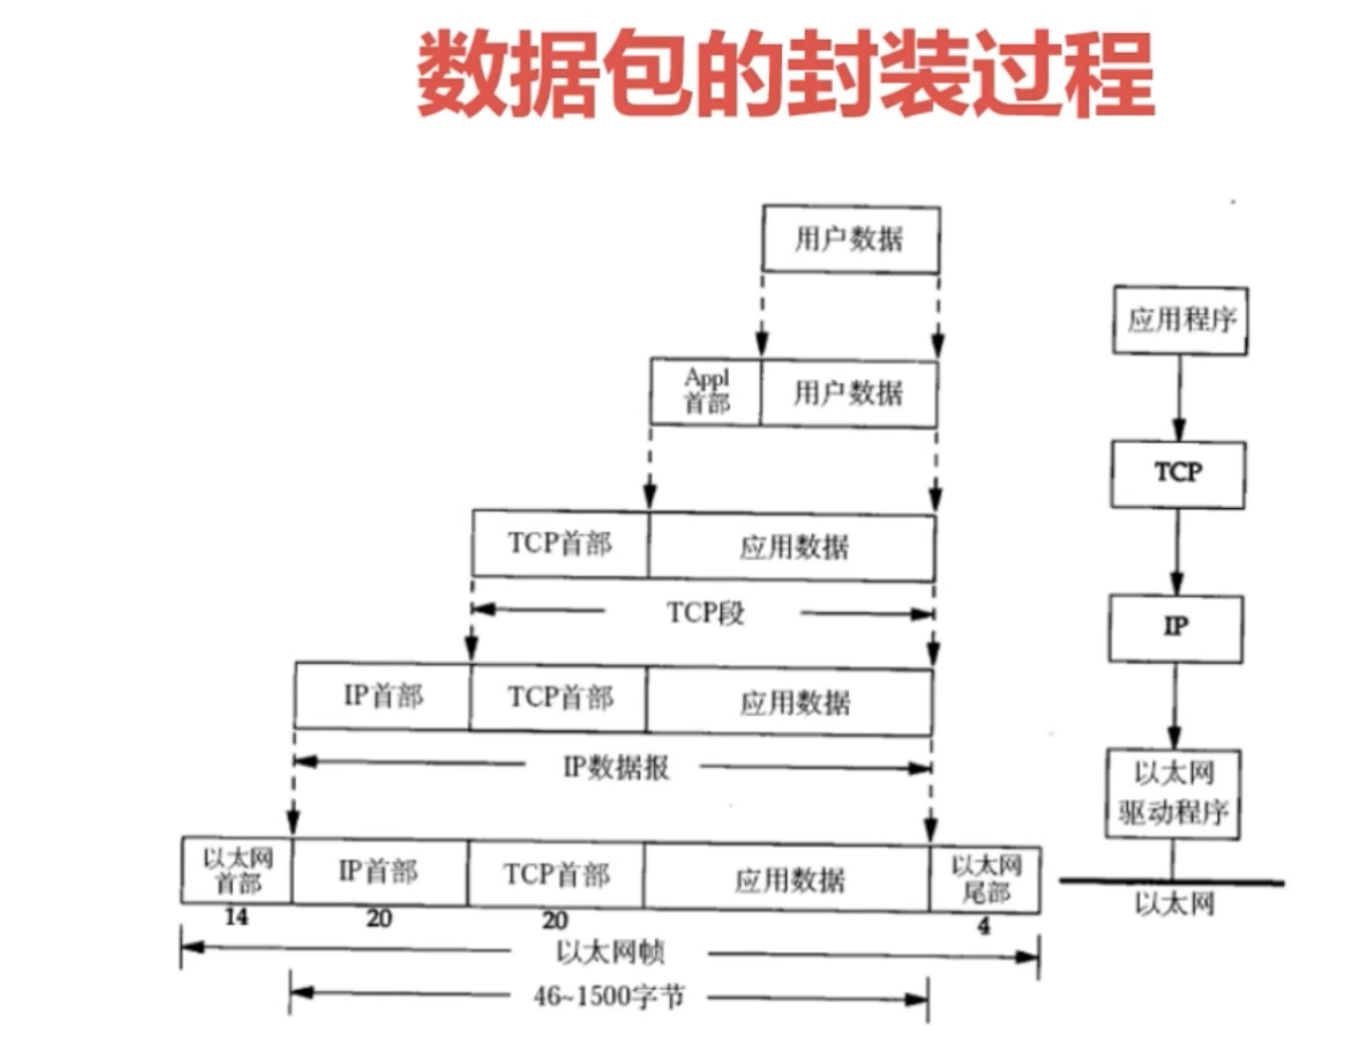 数据包的封装过程
用户数据
应用程序
Appl
首部
用户数据
TCP
TCP首部
应用数据
TCP段
IP
IP首部
TCP首部
应用数据
IP数据报
以太网
驱动程序
以太网
首部
IP首部
TCP首部
应用数据
以太网
尾部
以太网
14
20
20
4
以太网帧
46~1500字节